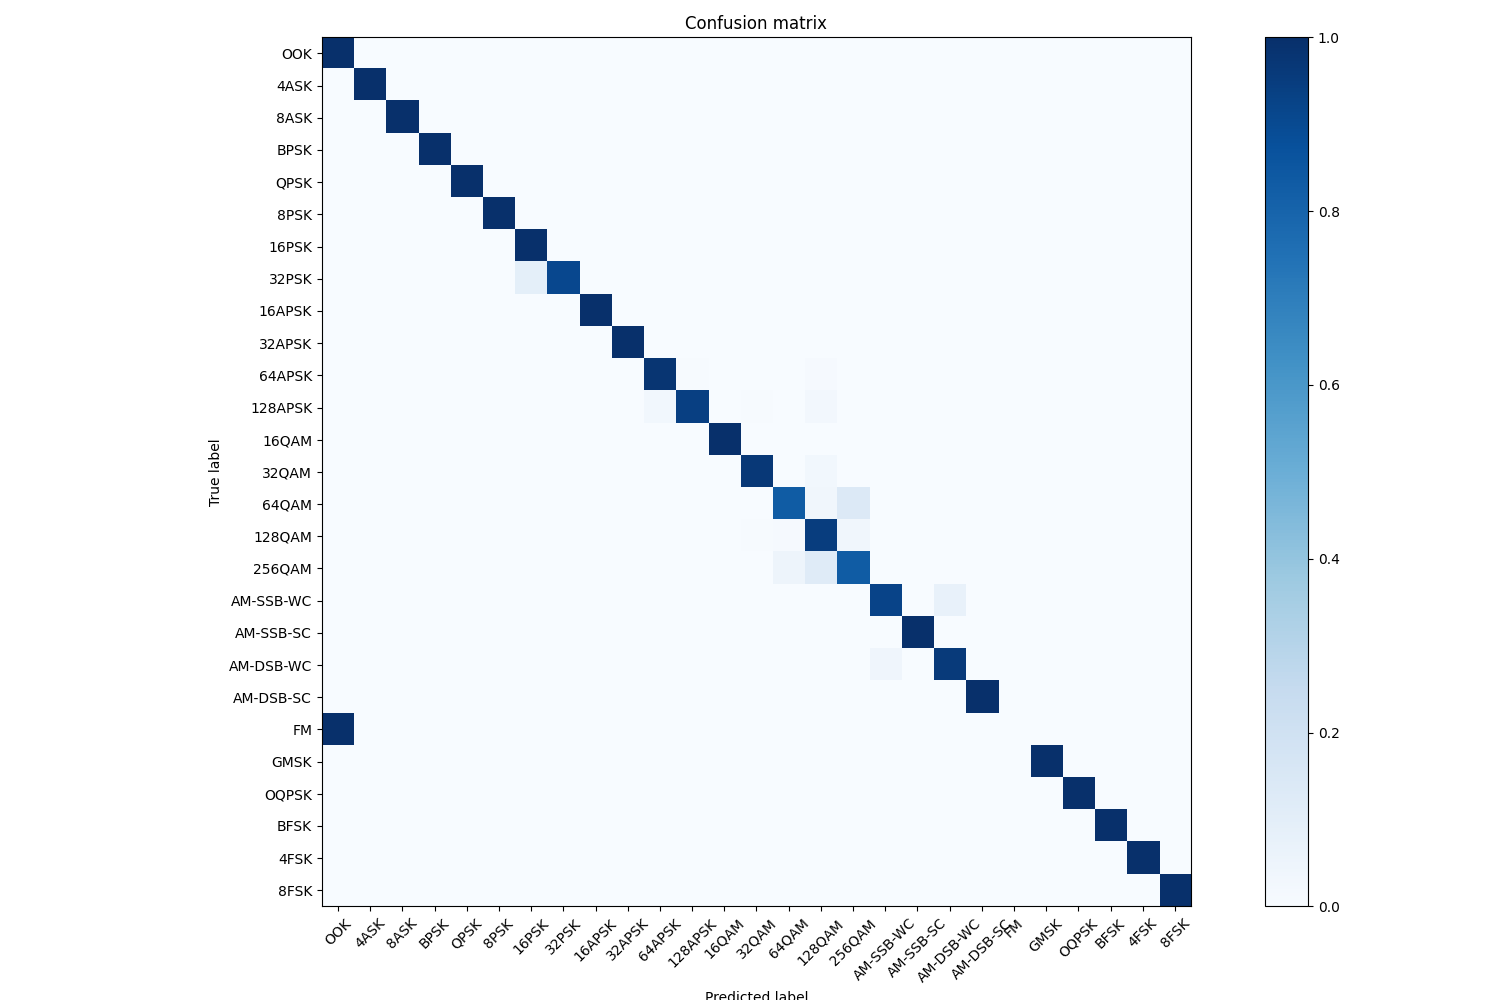 Confusion matrix
True label
OOK
4ASK
8ASK
BPSK
QPSK
8PSK
16PSK
32PSK
16APSK
32APSK
64APSK
128APSK
16QAM
32QAM
64QAM
128QAM
256QAM
AM-SSB-WC
AM-SSB-SC
AM-DSB-WC
AM-DSB-SC
FM
GMSK
OQPSK
BFSK
4FSK
8FSK
OOK
4ASK
8ASK
BPSK
QPSK
8PSK
16PSK
32PSK
16APSK
32APSK
64APSK
128APSK
16QAM
32QAM
64QAM
128QAM
256QAM
AM-SSB-WC
AM-SSB-SC
AM-DSB-WC
AM-DSB-SC
FM
GMSK
OQPSK
BFSK
4FSK
8FSK
Predicted label
1.0
0.8
0.6
0.4
0.2
0.0